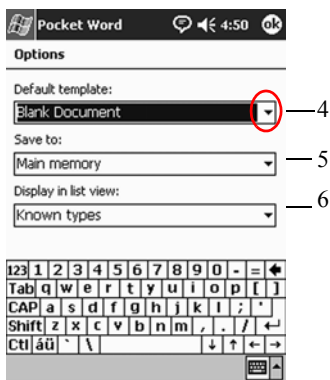 Pocket Word 4:50 ok
Options
Default template:
Blank Document 4
Save to:
Main memory 5
Display in list view:
Known types 6
123 1 2 3 4 5 6 7 8 9 0 - =
Tab q w e r t y u i o p [ ]
CAP a s d f g h j k l ; '
Shift z x c v b n m , . /
Ctl áü ` \